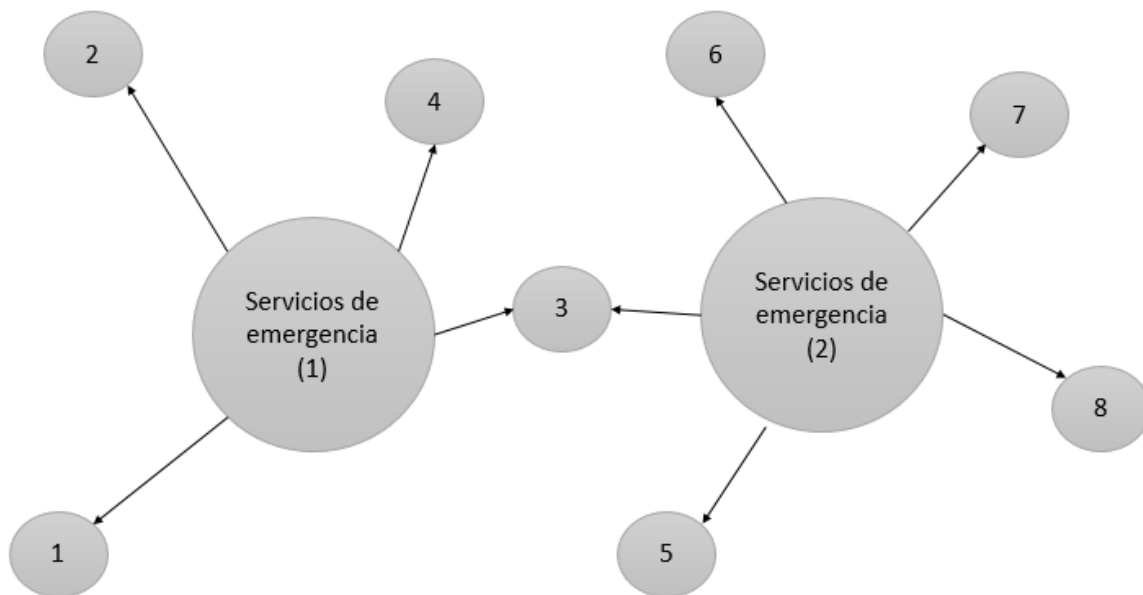 2
6
4
7
Servicios de
emergencia
(1)
3
Servicios de
emergencia
(2)
8
1
5